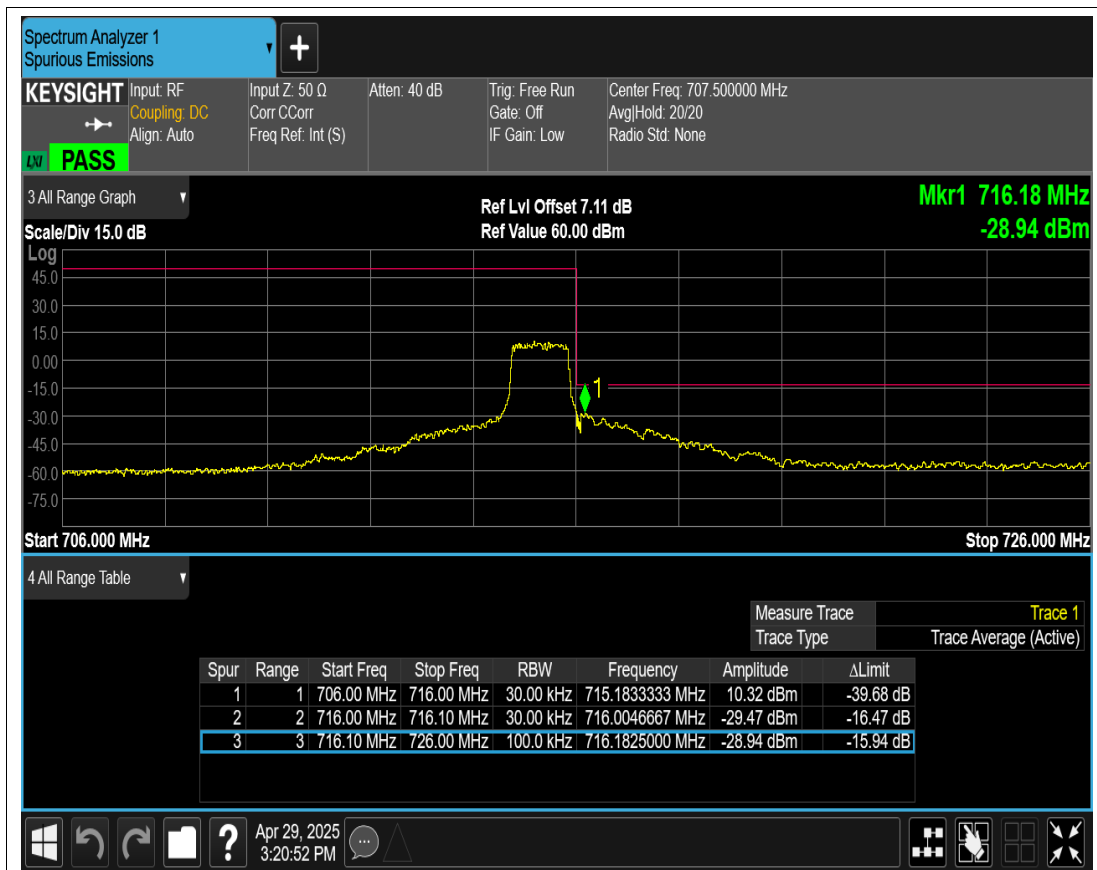 Spectrum Analyzer 1
Spurious Emissions
+
KEYSIGHT
Input: RF
Coupling: DC
Align: Auto
Input Z: 50 Ω
Corr CCorr
Freq Ref: Int (S)
Atten: 40 dB
Trig: Free Run
Gate: Off
IF Gain: Low
Center Freq: 707.500000 MHz
Avg|Hold: 20/20
Radio Std: None
LXI PASS
3 All Range Graph
Ref Lvl Offset 7.11 dB
Mkr1 716.18 MHz
Scale/Div 15.0 dB
Ref Value 60.00 dBm
-28.94 dBm
Log
45.0
30.0
15.0
0.00
-15.0
1
-30.0
-45.0
-60.0
-75.0
Start 706.000 MHz
Stop 726.000 MHz
4 All Range Table
Measure Trace Trace 1
Trace Type Trace Average (Active)
Spur Range Start Freq Stop Freq RBW Frequency Amplitude ΔLimit
1 1 706.00 MHz 716.00 MHz 30.00 kHz 715.1833333 MHz 10.32 dBm -39.68 dB
2 2 716.00 MHz 716.10 MHz 30.00 kHz 716.0046667 MHz -29.47 dBm -16.47 dB
3 3 716.10 MHz 726.00 MHz 100.0 kHz 716.1825000 MHz -28.94 dBm -15.94 dB
?
Apr 29, 2025
3:20:52 PM